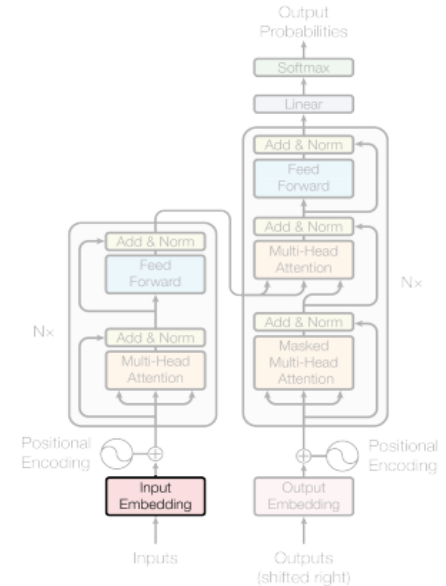 Output
Probabilities
Softmax
Linear
Add & Norm
Feed
Forward
Add & Norm
Multi-Head
Attention
Add & Norm
Masked
Multi-Head
Attention
Nx
Add & Norm
Feed
Forward
Add & Norm
Multi-Head
Attention
Nx
Positional
Encoding
Positional
Encoding
Input
Embedding
Output
Embedding
Inputs
Outputs
(shifted right)